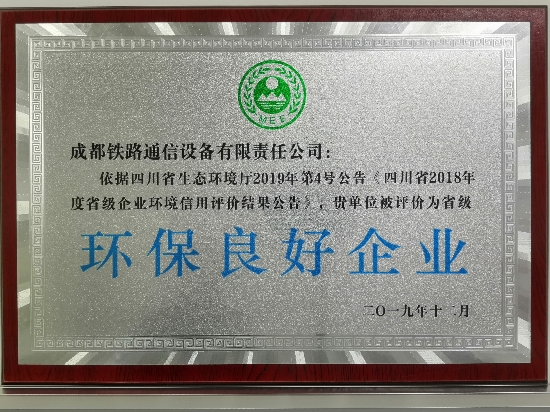 MEE
成都铁路通信设备有限责任公司：
依据四川省生态环境厅2019年第4号公告《四川省2018年
度省级企业环境信用评价结果公告》，贵单位被评价为省级
环保良好企业
二〇一九年十二月